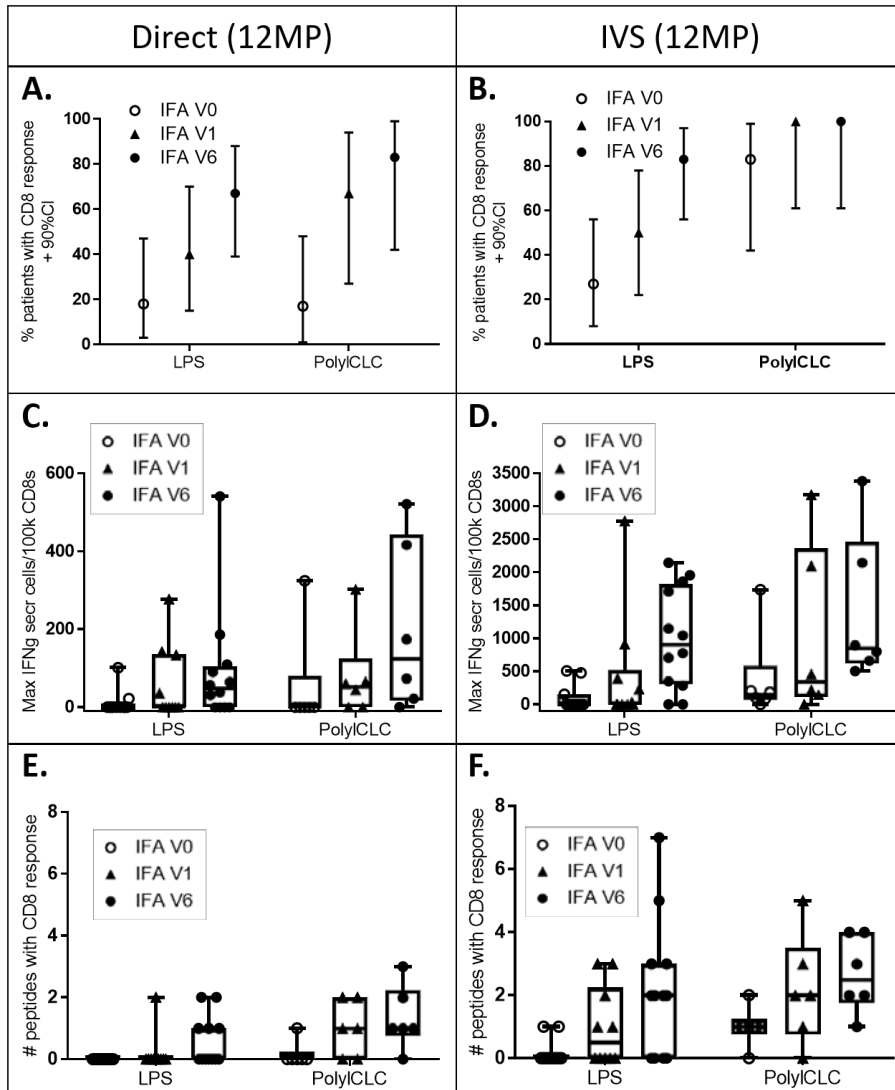 Direct (12MP)
IVS (12MP)
A.
IFA V0
IFA V1
IFA V6
100
80
60
40
20
0
% patients with CD8 response
+ 90%CI
LPS
PolyICLC
B.
IFA V0
IFA V1
IFA V6
100
80
60
40
20
0
% patients with CD8 response
+ 90%CI
LPS
PolyICLC
C.
IFA V0
IFA V1
IFA V6
600
400
200
0
Max IFNg secr cells/100k CD8s
LPS
PolyICLC
D.
IFA V0
IFA V1
IFA V6
3500
3000
2500
2000
1500
1000
500
0
Max IFNg secr cells/100k CD8s
LPS
PolyICLC
E.
IFA V0
IFA V1
IFA V6
8
6
4
2
0
# peptides with CD8 response
LPS
PolyICLC
F.
IFA V0
IFA V1
IFA V6
8
6
4
2
0
# peptides with CD8 response
LPS
PolyICLC